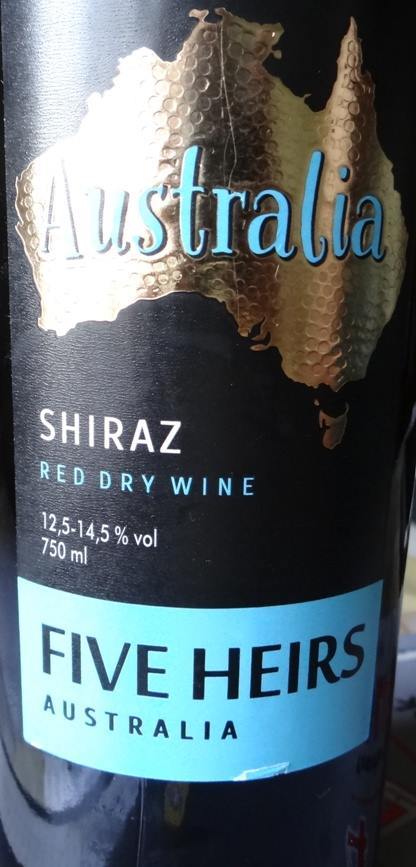 Australia
SHIRAZ
RED DRY WINE
12,5-14,5 % vol
750 ml
FIVE HEIRS
AUSTRALIA